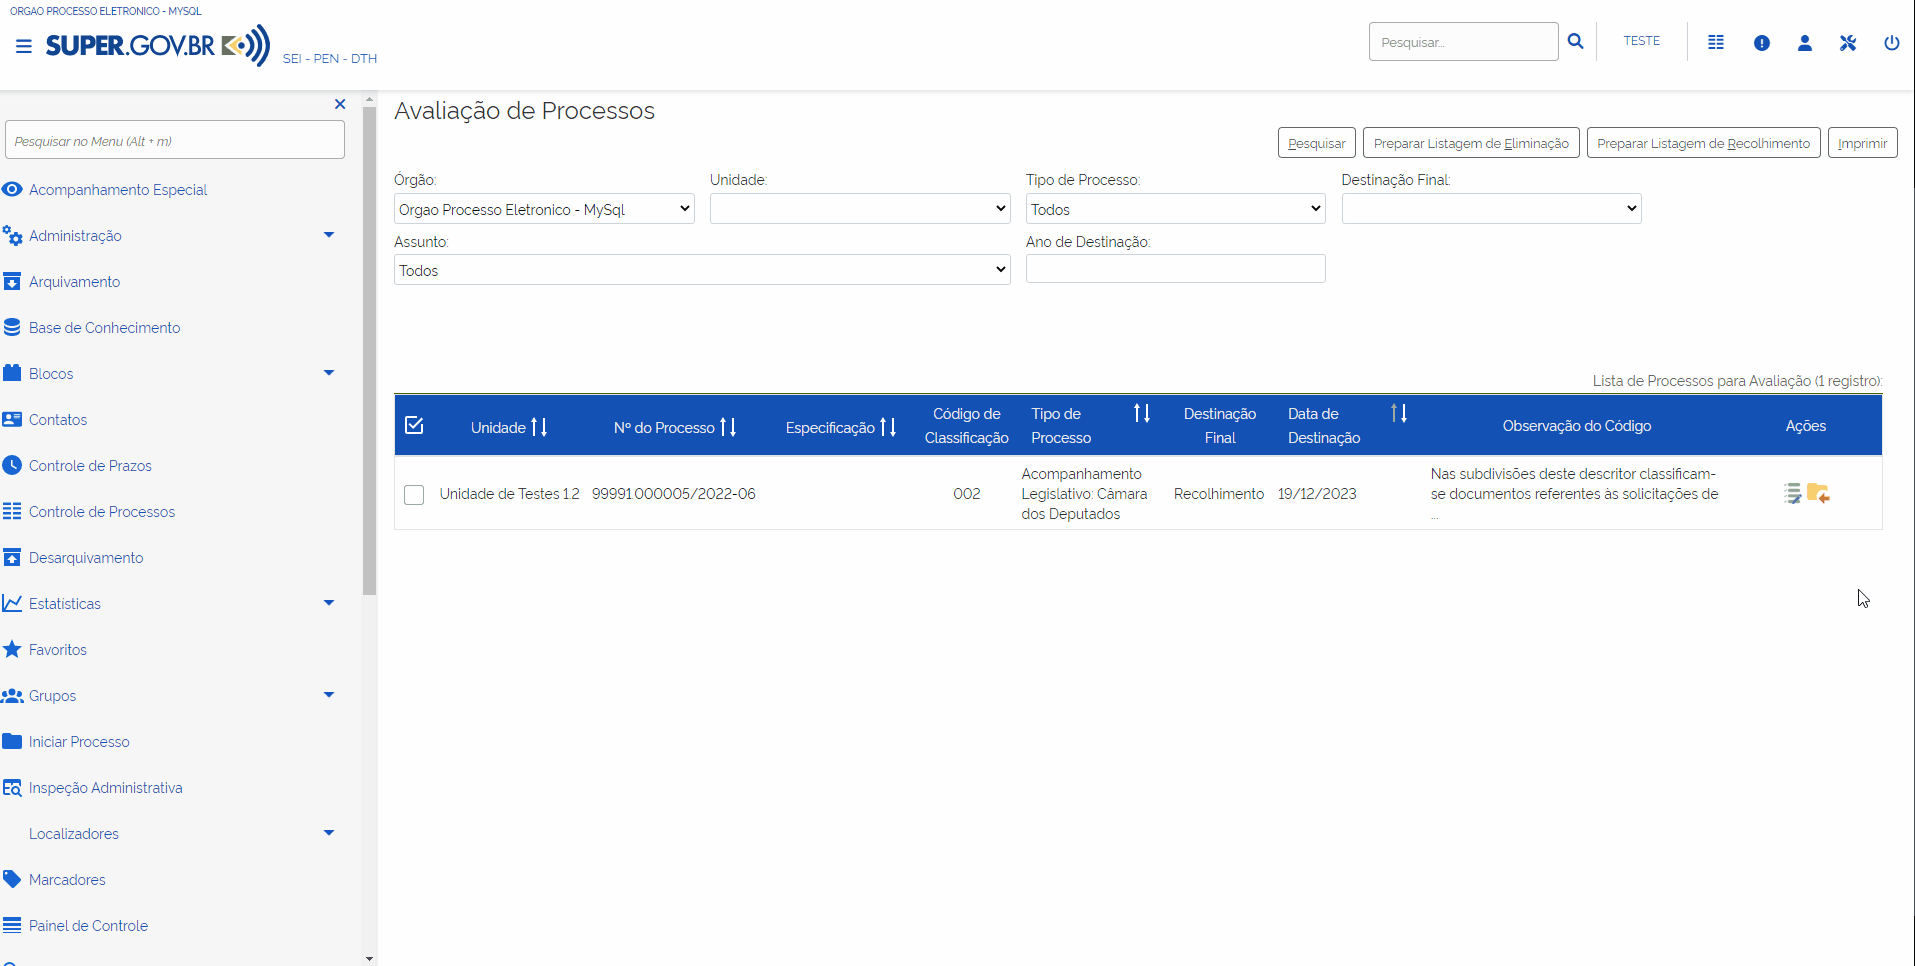 ORGAO PROCESSO ELETRONICO - MYSQL
SUPER.GOV.BR
SEI - PEN - DTH
Pesquisar...
TESTE
Pesquisar no Menu (Alt + m)
Acompanhamento Especial
Administração
Arquivamento
Base de Conhecimento
Blocos
Contatos
Controle de Prazos
Controle de Processos
Desarquivamento
Estatísticas
Favoritos
Grupos
Iniciar Processo
Inspeção Administrativa
Localizadores
Marcadores
Painel de Controle
Avaliação de Processos
Pesquisar
Preparar Listagem de Eliminação
Preparar Listagem de Recolhimento
Imprimir
Órgão:
Unidade:
Tipo de Processo:
Destinação Final:
Orgao Processo Eletronico - MySql
Todos
Assunto:
Ano de Destinação:
Todos
Lista de Processos para Avaliação (1 registro):
Unidade
Nº do Processo
Especificação
Código de
Classificação
Tipo de
Processo
Destinação
Final
Data de
Destinação
Observação do Código
Ações
Unidade de Testes 1.2
99991.000005/2022-06
002
Acompanhamento
Legislativo: Câmara
dos Deputados
Recolhimento
19/12/2023
Nas subdivisões deste descritor classificam-
se documentos referentes às solicitações de
...